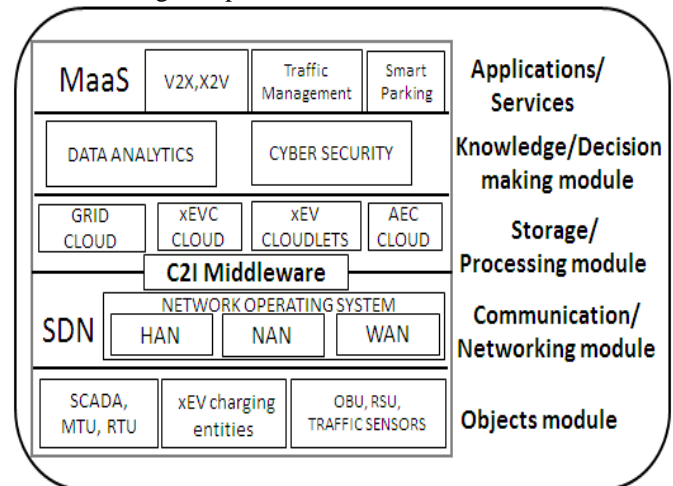 MaaS
V2X,X2V
Traffic
Management
Smart
Parking
Applications/
Services
DATA ANALYTICS
CYBER SECURITY
Knowledge/Decision
making module
GRID
CLOUD
xEVC
CLOUD
xEV
CLOUDLETS
AEC
CLOUD
Storage/
Processing module
C2I Middleware
SDN
NETWORK OPERATING SYSTEM
HAN
NAN
WAN
Communication/
Networking module
SCADA,
MTU, RTU
xEV charging
entities
OBU, RSU,
TRAFFIC SENSORS
Objects module